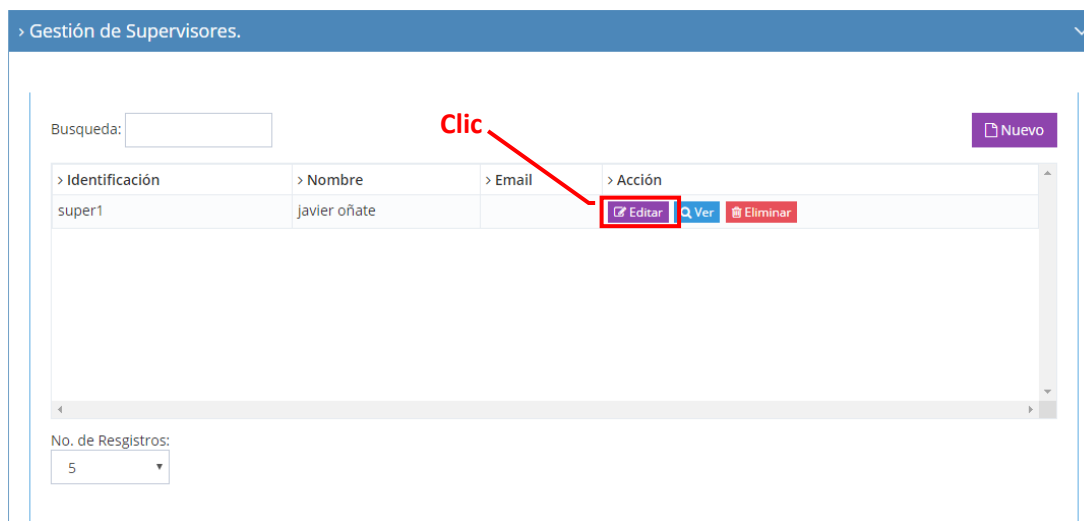 › Gestión de Supervisores.
Busqueda:
Clic
Nuevo
› Identificación › Nombre › Email › Acción
super1 javier oñate Editar Ver Eliminar
No. de Resgistros:
5